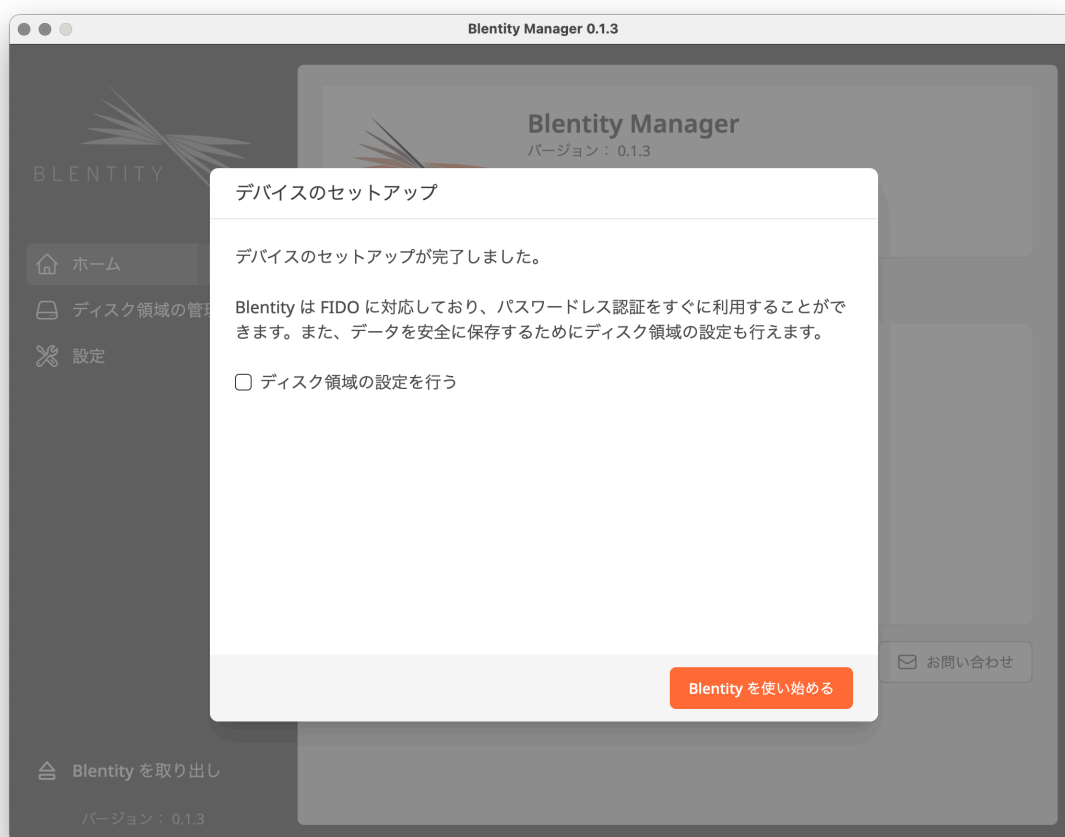 Blentity Manager 0.1.3
BLENTITY
Blentity Manager
バージョン： 0.1.3
デバイスのセットアップ
デバイスのセットアップが完了しました。
Blentity は FIDO に対応しており、パスワードレス認証をすぐに利用することがで
きます。また、データを安全に保存するためにディスク領域の設定も行えます。
ディスク領域の設定を行う
Blentity を使い始める
ホーム
ディスク領域の管
設定
お問い合わせ
Blentity を取り出し
バージョン： 0.1.3